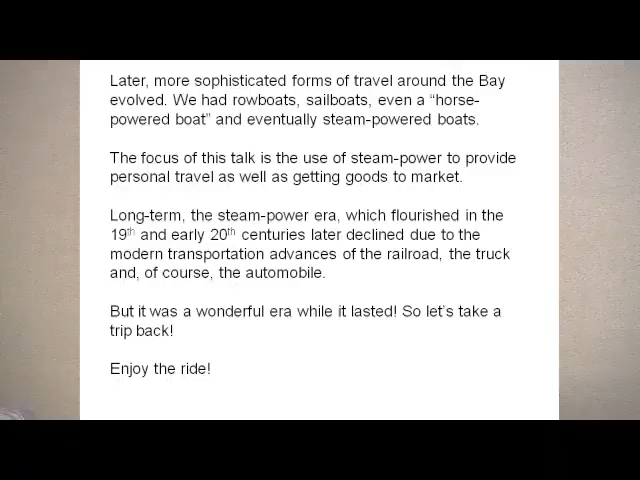 Later, more sophisticated forms of travel around the Bay
evolved. We had rowboats, sailboats, even a “horse-
powered boat” and eventually steam-powered boats.
The focus of this talk is the use of steam-power to provide
personal travel as well as getting goods to market.
Long-term, the steam-power era, which flourished in the
19th and early 20th centuries later declined due to the
modern transportation advances of the railroad, the truck
and, of course, the automobile.
But it was a wonderful era while it lasted! So let’s take a
trip back!
Enjoy the ride!